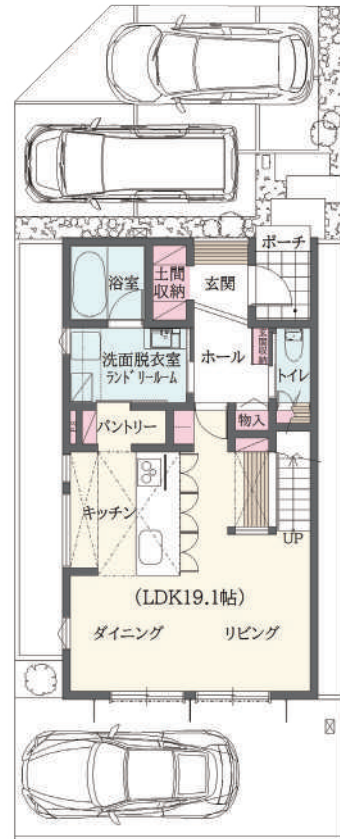 ポーチ
浴室
土間
収納
玄関
ホール
玄関収納
トイレ
洗面脱衣室
ランドリールーム
パントリー
物入
キッチン
UP
(LDK19.1帖)
ダイニング
リビング